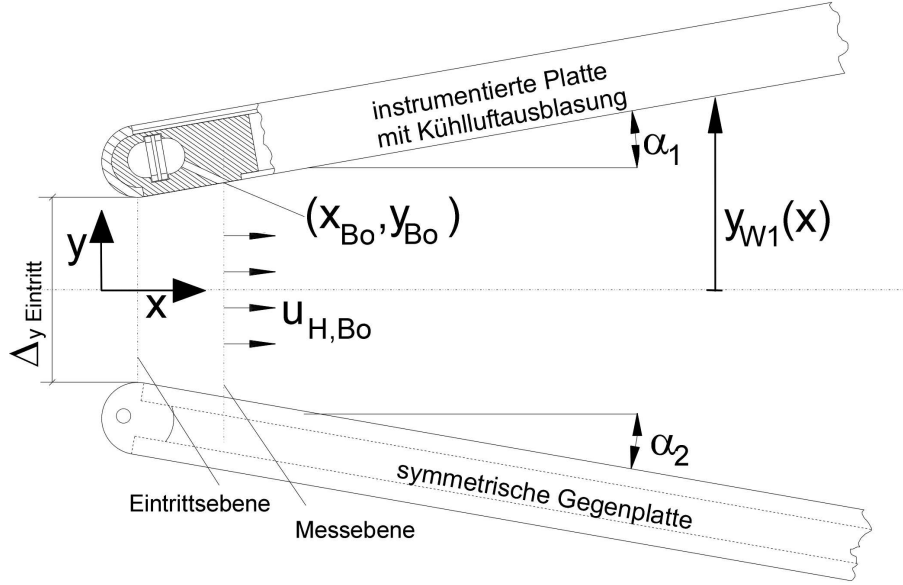 instrumentierte Platte
mit Kühlluftausblasung
α1
(xBo,yBo)
yW1(x)
y
x
Δy Eintritt
uH,Bo
α2
symmetrische Gegenplatte
Eintrittsebene
Messebene